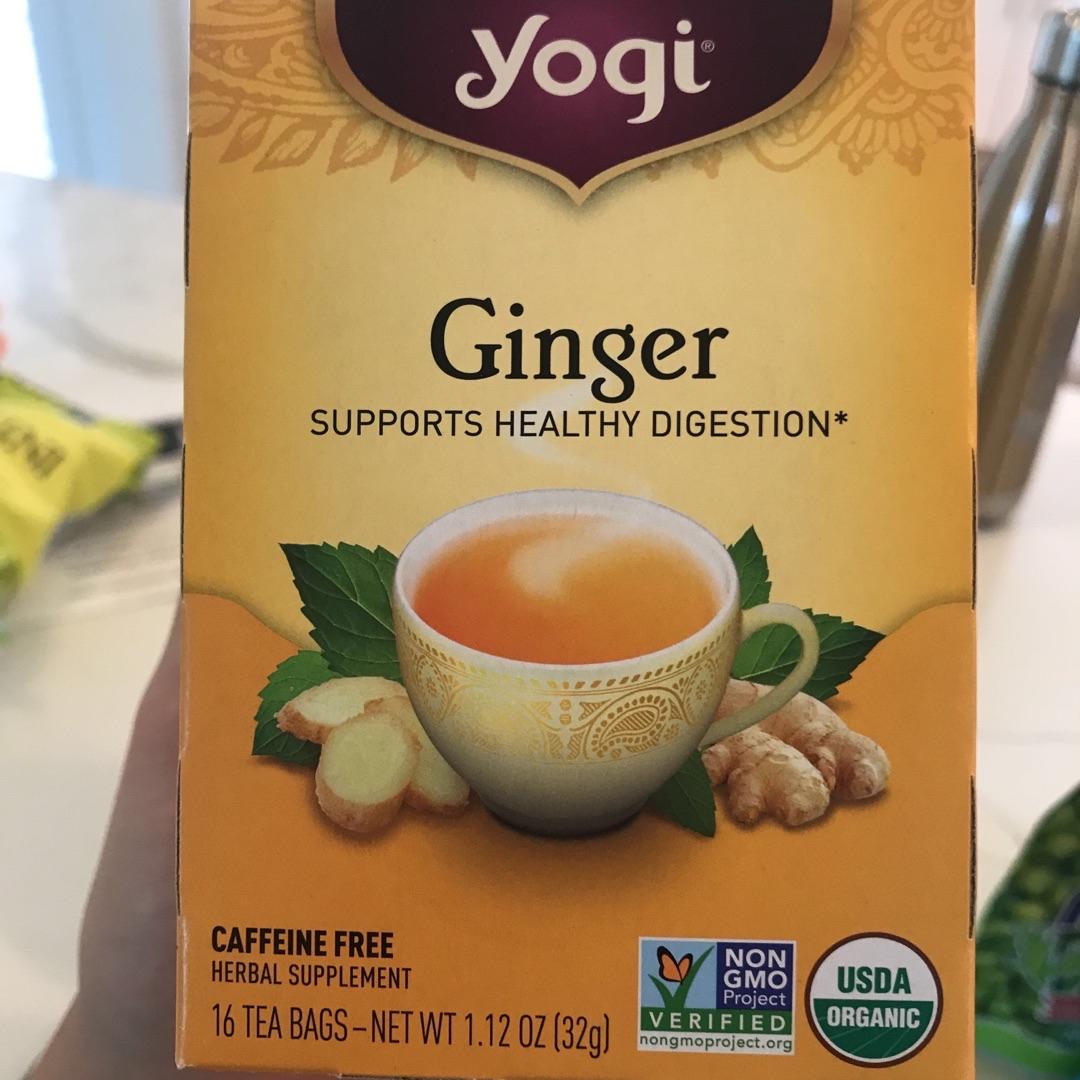 yogi®
Ginger
SUPPORTS HEALTHY DIGESTION*
CAFFEINE FREE
HERBAL SUPPLEMENT
16 TEA BAGS – NET WT 1.12 OZ (32g)
NON
GMO
Project
VERIFIED
nongmoproject.org
USDA
ORGANIC